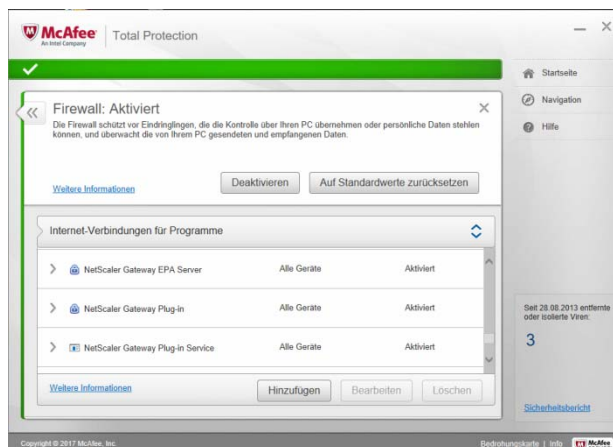 McAfee
An Intel Company
Total Protection
Firewall: Aktiviert
Die Firewall schützt vor Eindringlingen, die die Kontrolle über Ihren PC übernehmen oder persönliche Daten stehlen
können, und überwacht die von Ihrem PC gesendeten und empfangenen Daten.
Weitere Informationen
Deaktivieren
Auf Standardwerte zurücksetzen
Internet-Verbindungen für Programme
NetScaler Gateway EPA Server Alle Geräte Aktiviert
NetScaler Gateway Plug-in Alle Geräte Aktiviert
NetScaler Gateway Plug-in Service Alle Geräte Aktiviert
Weitere Informationen
Hinzufügen
Bearbeiten
Löschen
Startseite
Navigation
Hilfe
Seit 28.08.2013 entfernte
oder isolierte Viren:
3
Sicherheitsbericht
Copyright © 2017 McAfee, Inc.
Bedrohungskarte | Info
McAfee